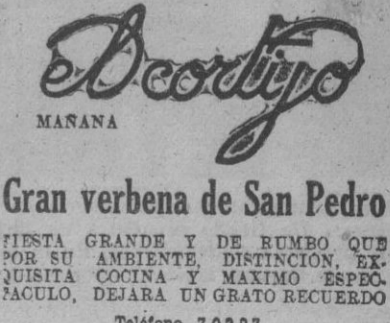 el cortijo
MAÑANA
Gran verbena de San Pedro
FIESTA GRANDE Y DE RUMBO QUE
POR SU AMBIENTE, DISTINCION, EX-
QUISITA COCINA Y MAXIMO ESPEC-
TACULO, DEJARA UN GRATO RECUERDO
Teléfono